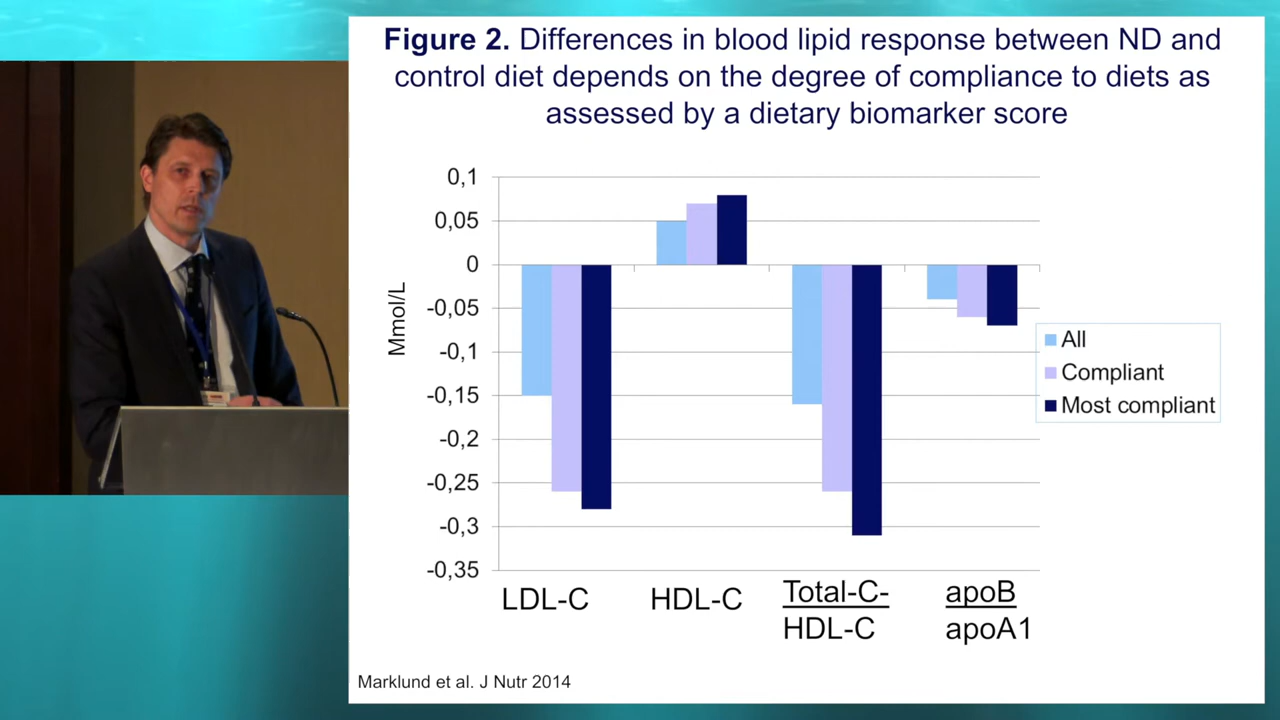 Figure 2. Differences in blood lipid response between ND and
control diet depends on the degree of compliance to diets as
assessed by a dietary biomarker score
0,1
0,05
0
-0,05
-0,1
-0,15
-0,2
-0,25
-0,3
-0,35
Mmol/L
All
Compliant
Most compliant
LDL-C
HDL-C
Total-C-
HDL-C
apoB
apoA1
Marklund et al. J Nutr 2014